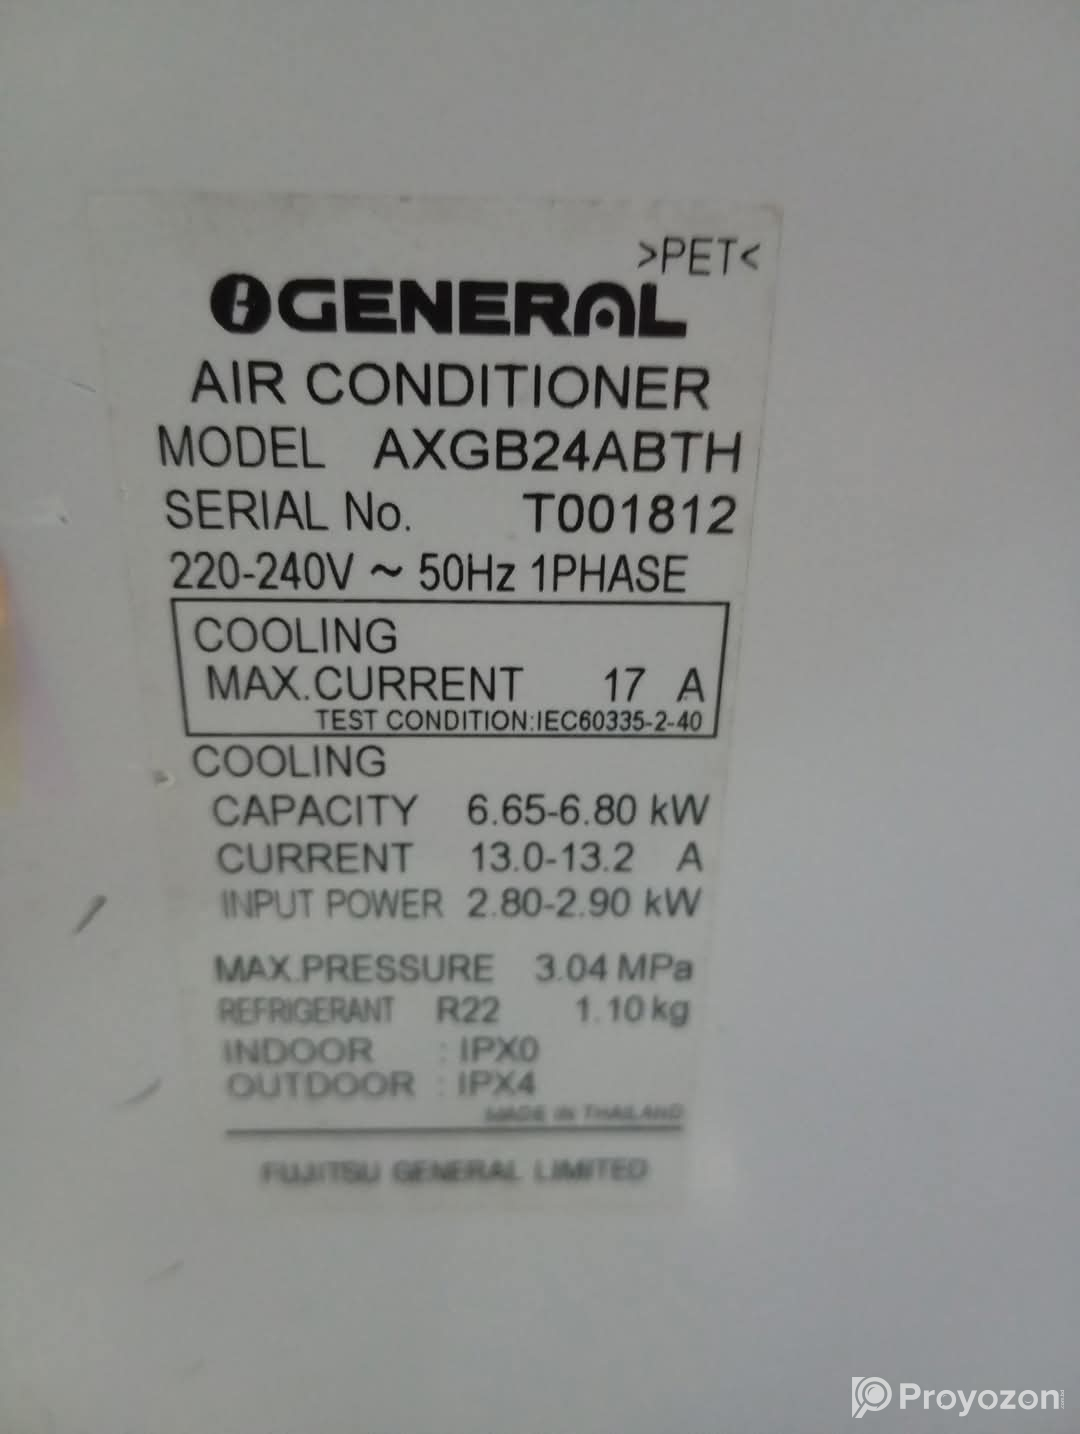 >PET<
GENERAL
AIR CONDITIONER
MODEL AXGB24ABTH
SERIAL No. T001812
220-240V ~ 50Hz 1PHASE
COOLING
MAX.CURRENT 17 A
TEST CONDITION:IEC60335-2-40
COOLING
CAPACITY 6.65-6.80 kW
CURRENT 13.0-13.2 A
INPUT POWER 2.80-2.90 kW
MAX.PRESSURE 3.04 MPa
REFRIGERANT R22 1.10 kg
INDOOR : IPX0
OUTDOOR : IPX4
MADE IN THAILAND
FUJITSU GENERAL LIMITED
Proyozon